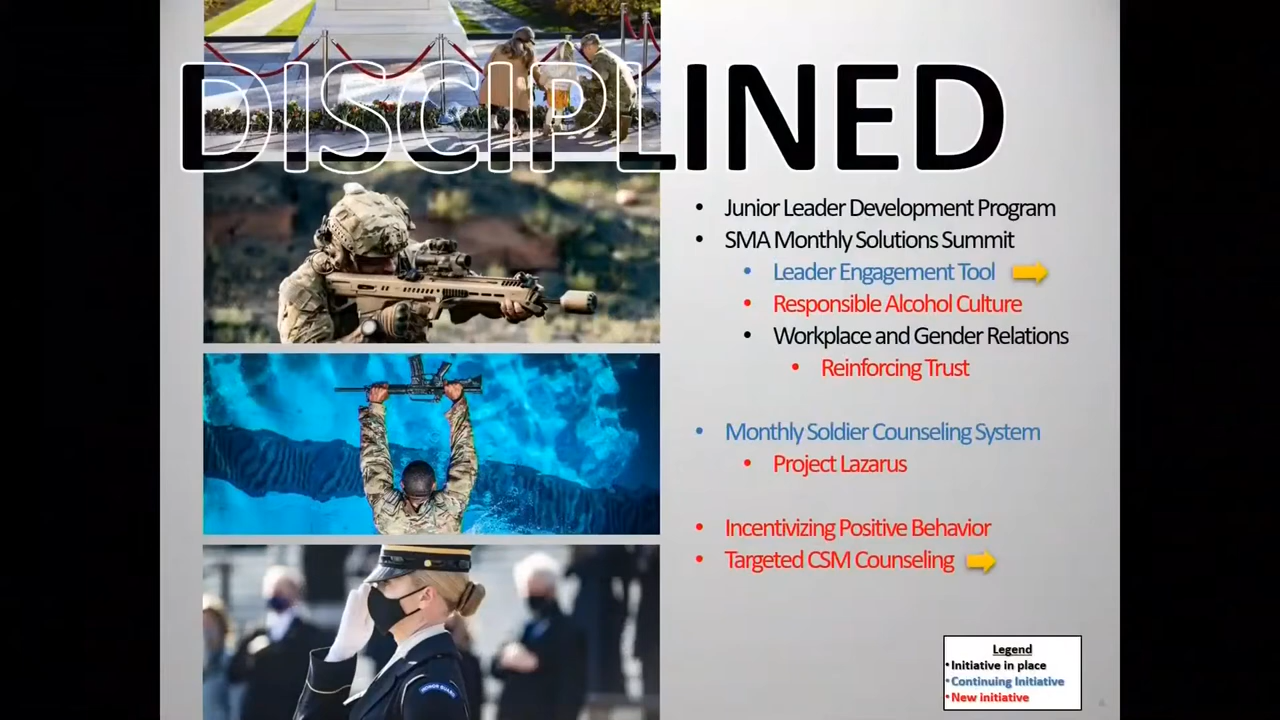 DISCIPLINED
• Junior Leader Development Program
• SMA Monthly Solutions Summit
• Leader Engagement Tool
• Responsible Alcohol Culture
• Workplace and Gender Relations
• Reinforcing Trust
• Monthly Soldier Counseling System
• Project Lazarus
• Incentivizing Positive Behavior
• Targeted CSM Counseling
HONOR GUARD
Legend
• Initiative in place
• Continuing Initiative
• New initiative